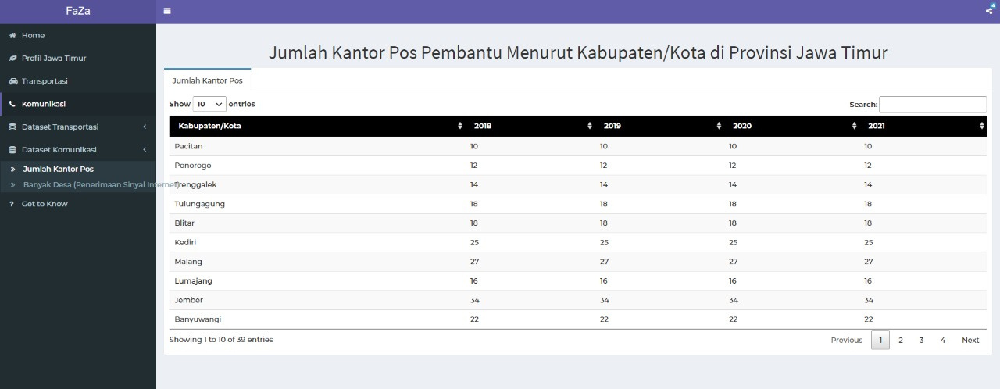 FaZa
4
Home
Profil Jawa Timur
Transportasi
Komunikasi
Dataset Transportasi
Dataset Komunikasi
Jumlah Kantor Pos
Banyak Desa (Penerimaan Sinyal Internet)
Get to Know
Jumlah Kantor Pos Pembantu Menurut Kabupaten/Kota di Provinsi Jawa Timur
Jumlah Kantor Pos
Show 10 entries Search:
Kabupaten/Kota 2018 2019 2020 2021
Pacitan 10 10 10 10
Ponorogo 12 12 12 12
Trenggalek 14 14 14 14
Tulungagung 18 18 18 18
Blitar 18 18 18 18
Kediri 25 25 25 25
Malang 27 27 27 27
Lumajang 16 16 16 16
Jember 34 34 34 34
Banyuwangi 22 22 22 22
Showing 1 to 10 of 39 entries Previous 1 2 3 4 Next